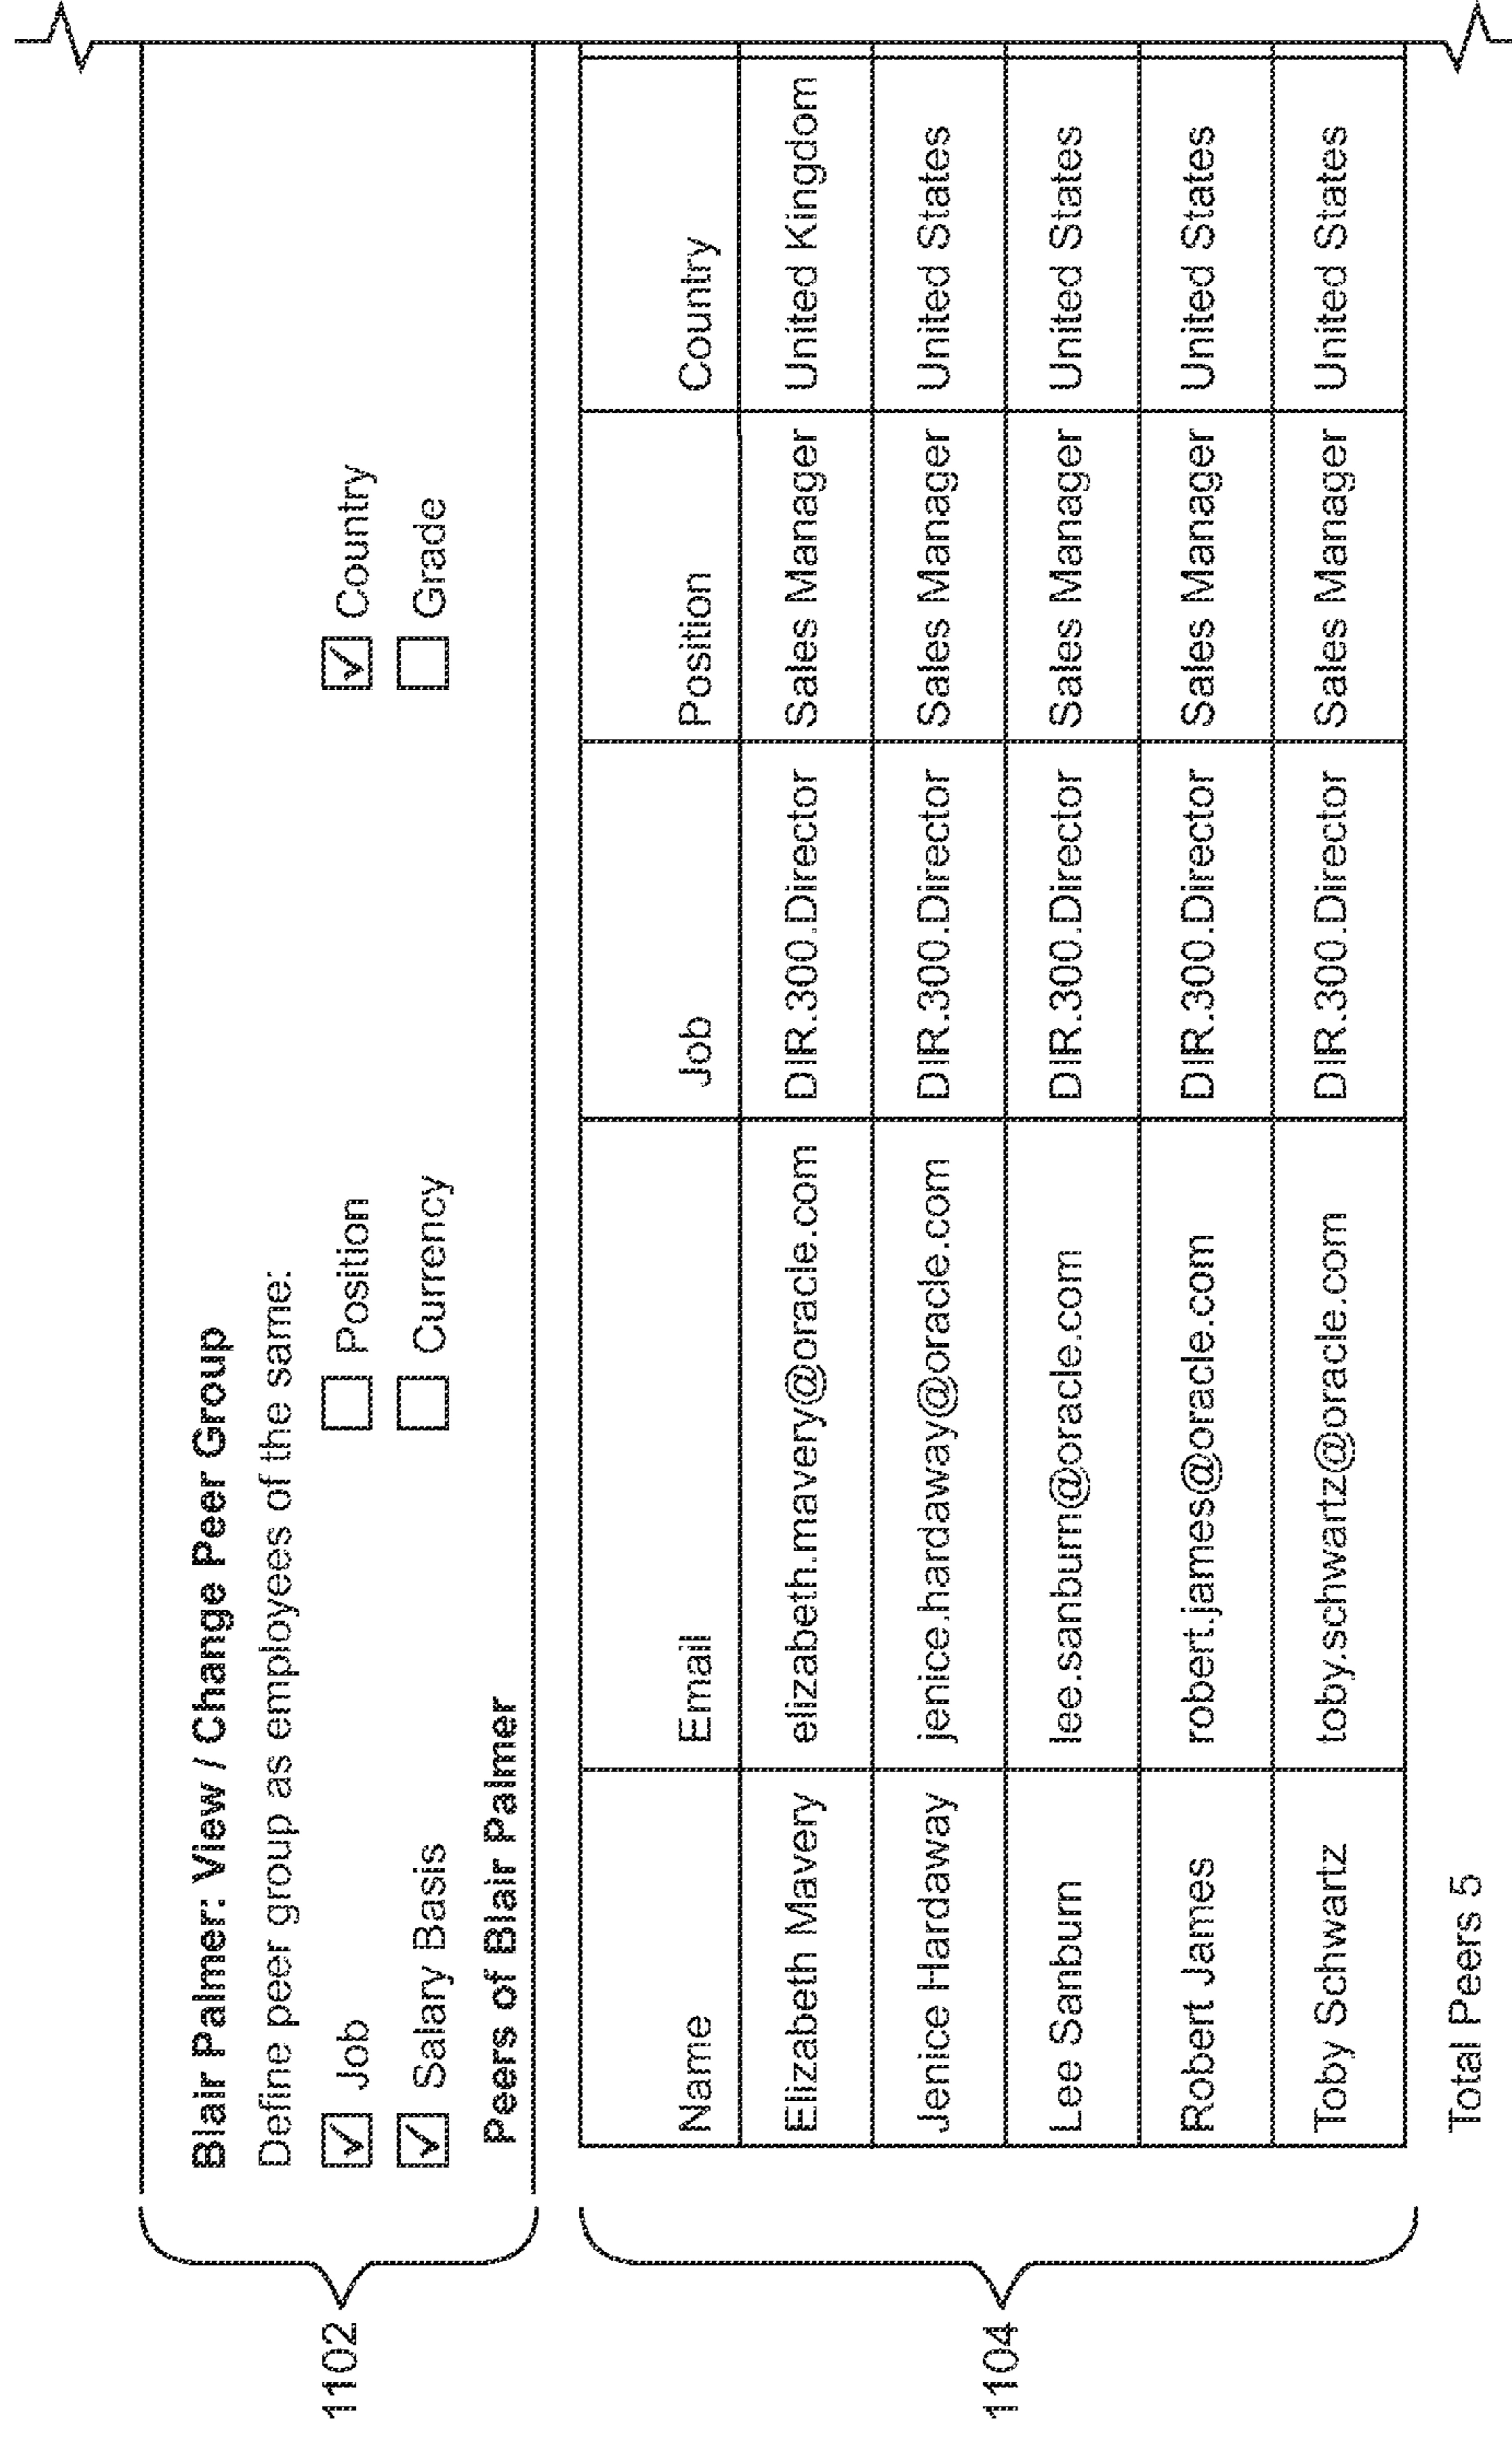 Blair Palmer: View / Change Peer Group
Define peer group as employees of the same:
Job Position Country
Salary Basis Currency Grade
Peers of Blair Palmer
1102
Name Email Job Position Country
Elizabeth Mavery elizabeth.mavery@oracle.com DIR.300.Director Sales Manager United Kingdom
Jenice Hardaway jenice.hardaway@oracle.com DIR.300.Director Sales Manager United States
Lee Sanburn lee.sanburn@oracle.com DIR.300.Director Sales Manager United States
Robert James robert.james@oracle.com DIR.300.Director Sales Manager United States
Toby Schwartz toby.schwartz@oracle.com DIR.300.Director Sales Manager United States
1104
Total Peers 5